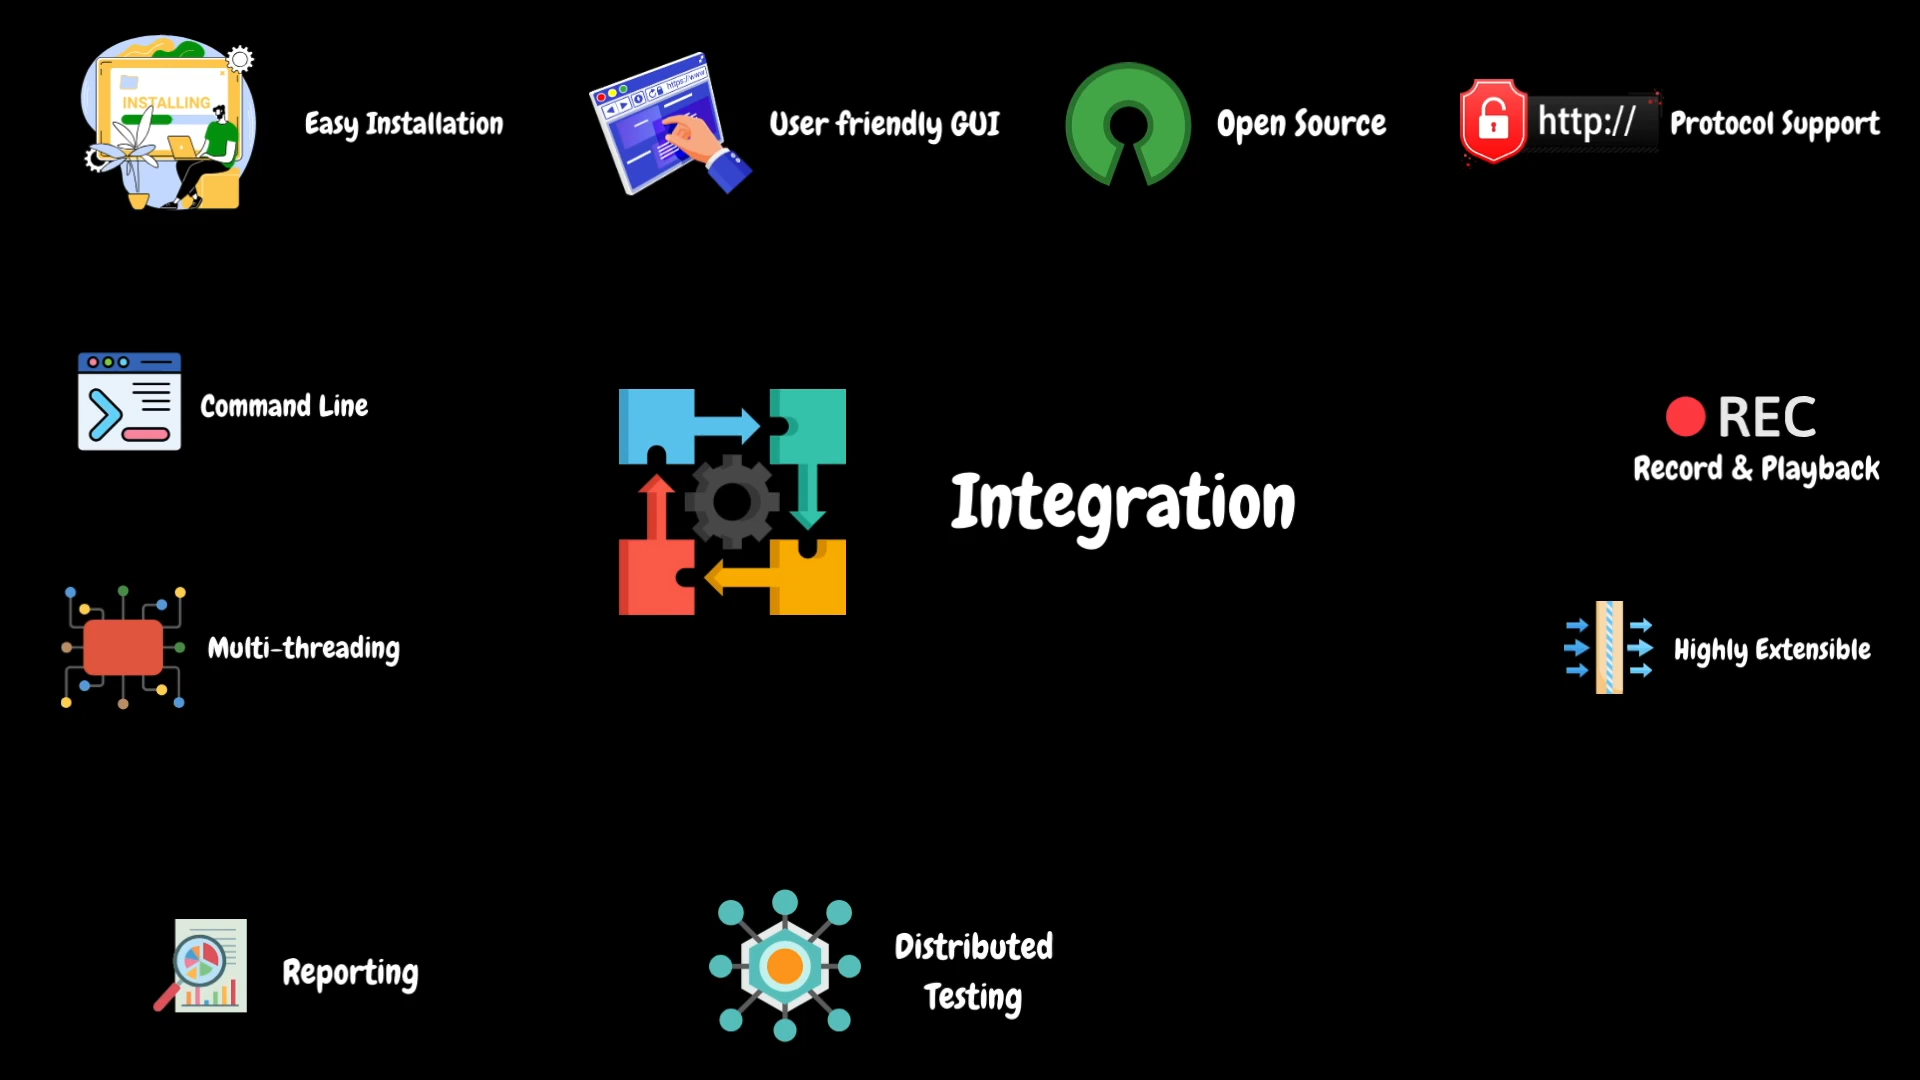 INSTALLING
Easy Installation
https://www
User friendly GUI
Open Source
http://
Protocol Support
Command Line
REC
Record & Playback
Integration
Multi-threading
Highly Extensible
Reporting
Distributed
Testing